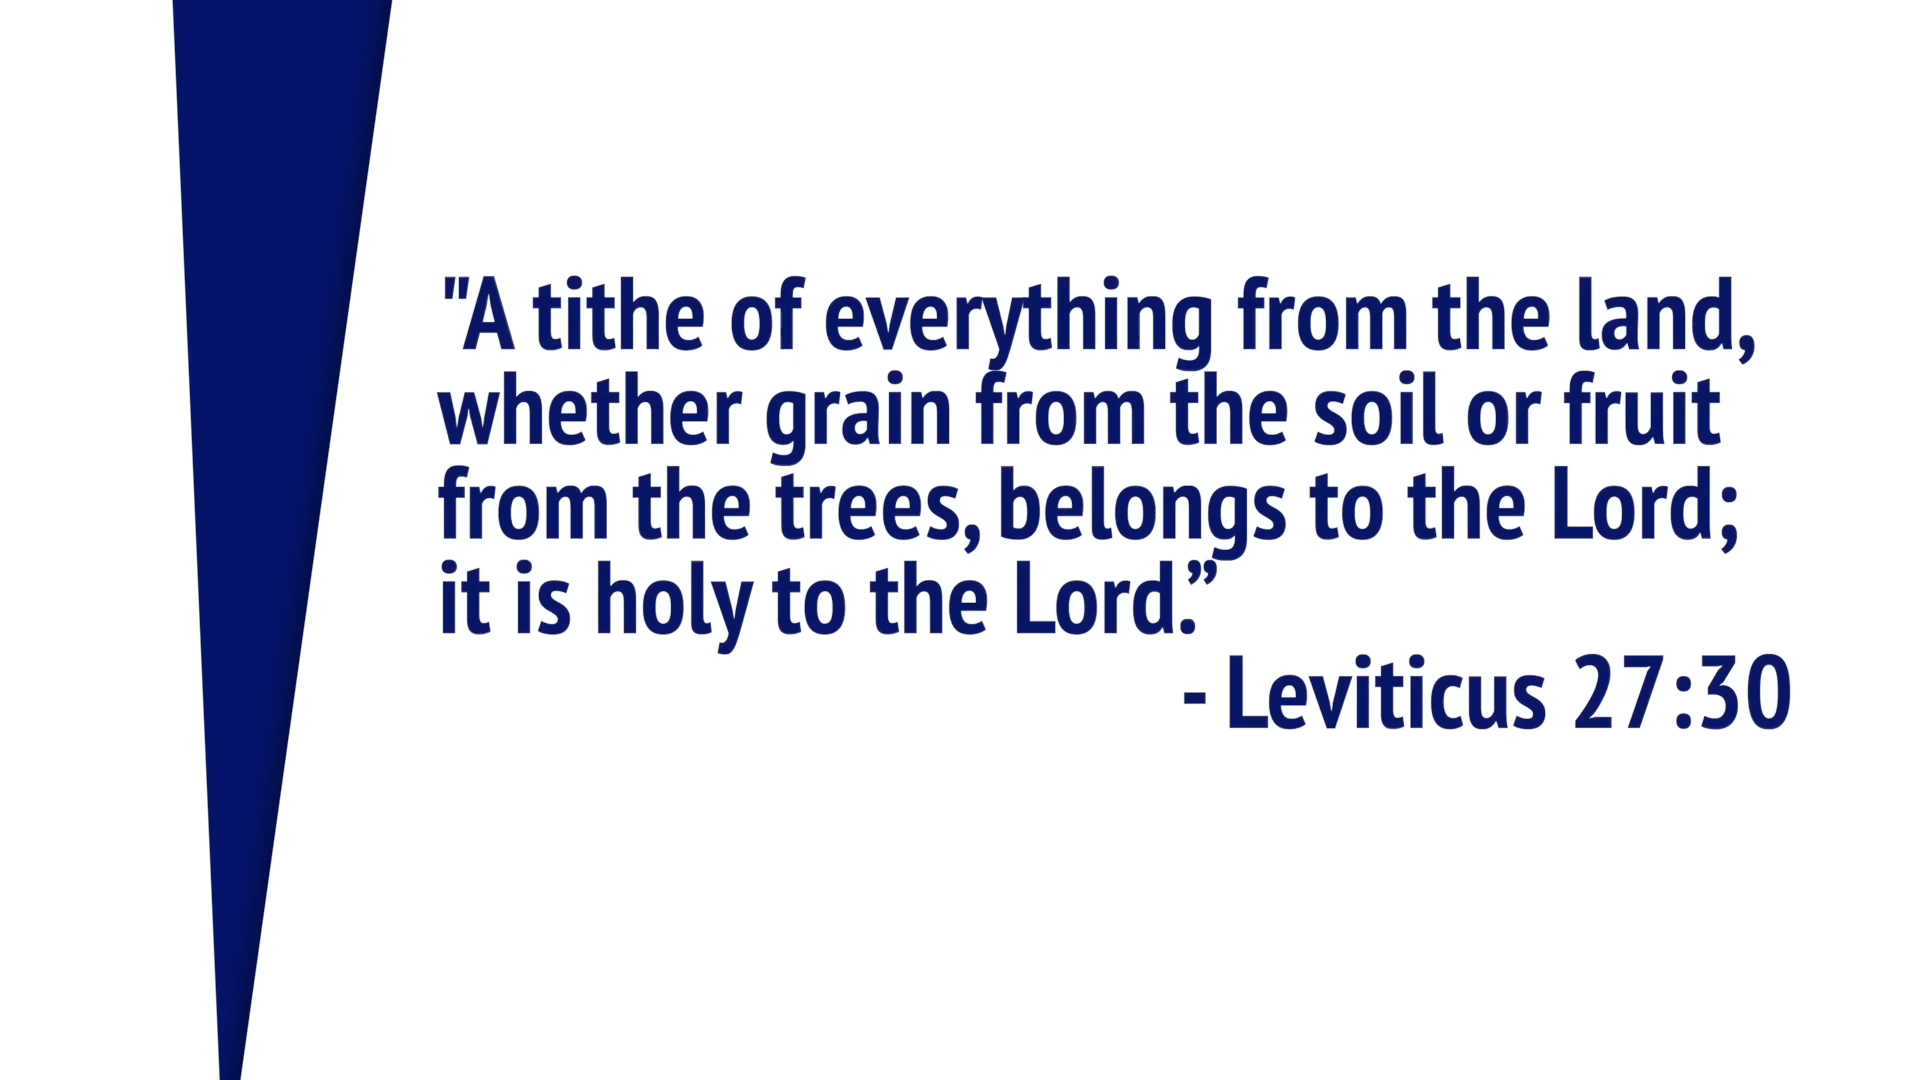 "A tithe of everything from the land,
whether grain from the soil or fruit
from the trees, belongs to the Lord;
it is holy to the Lord.”
- Leviticus 27:30